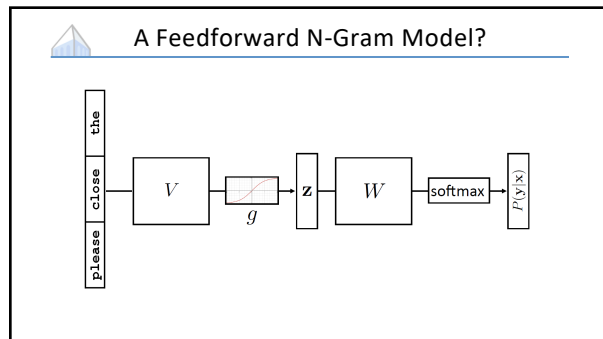 A Feedforward N-Gram Model?
please close the
V
g
z
W
softmax
P(y|x)